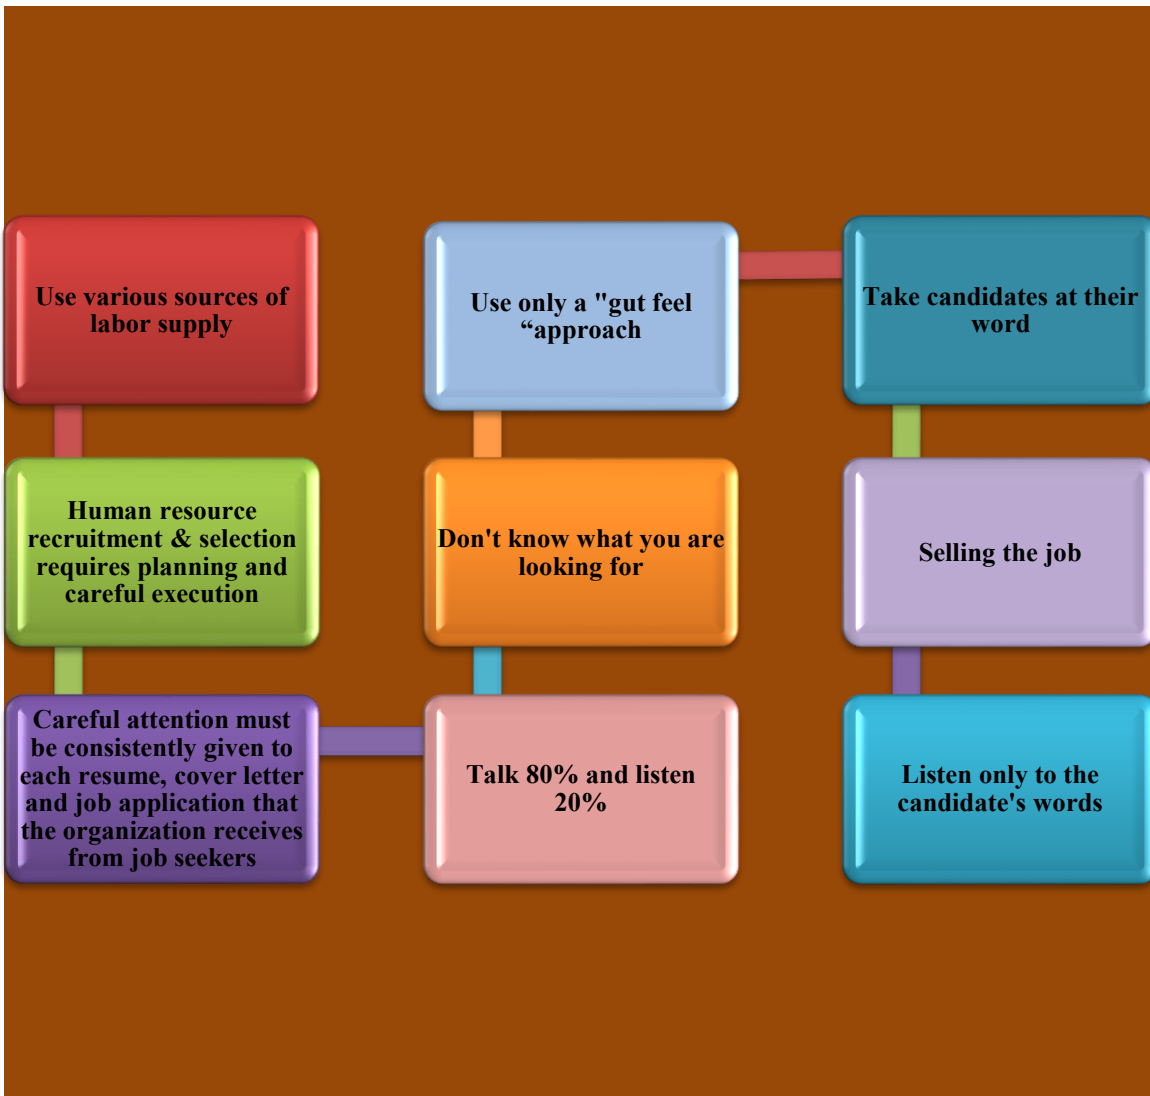 Use various sources of
labor supply
Human resource
recruitment & selection
requires planning and
careful execution
Careful attention must
be consistently given to
each resume, cover letter
and job application that
the organization receives
from job seekers
Talk 80% and listen
20%
Don't know what you are
looking for
Use only a "gut feel
“approach
Take candidates at their
word
Selling the job
Listen only to the
candidate's words